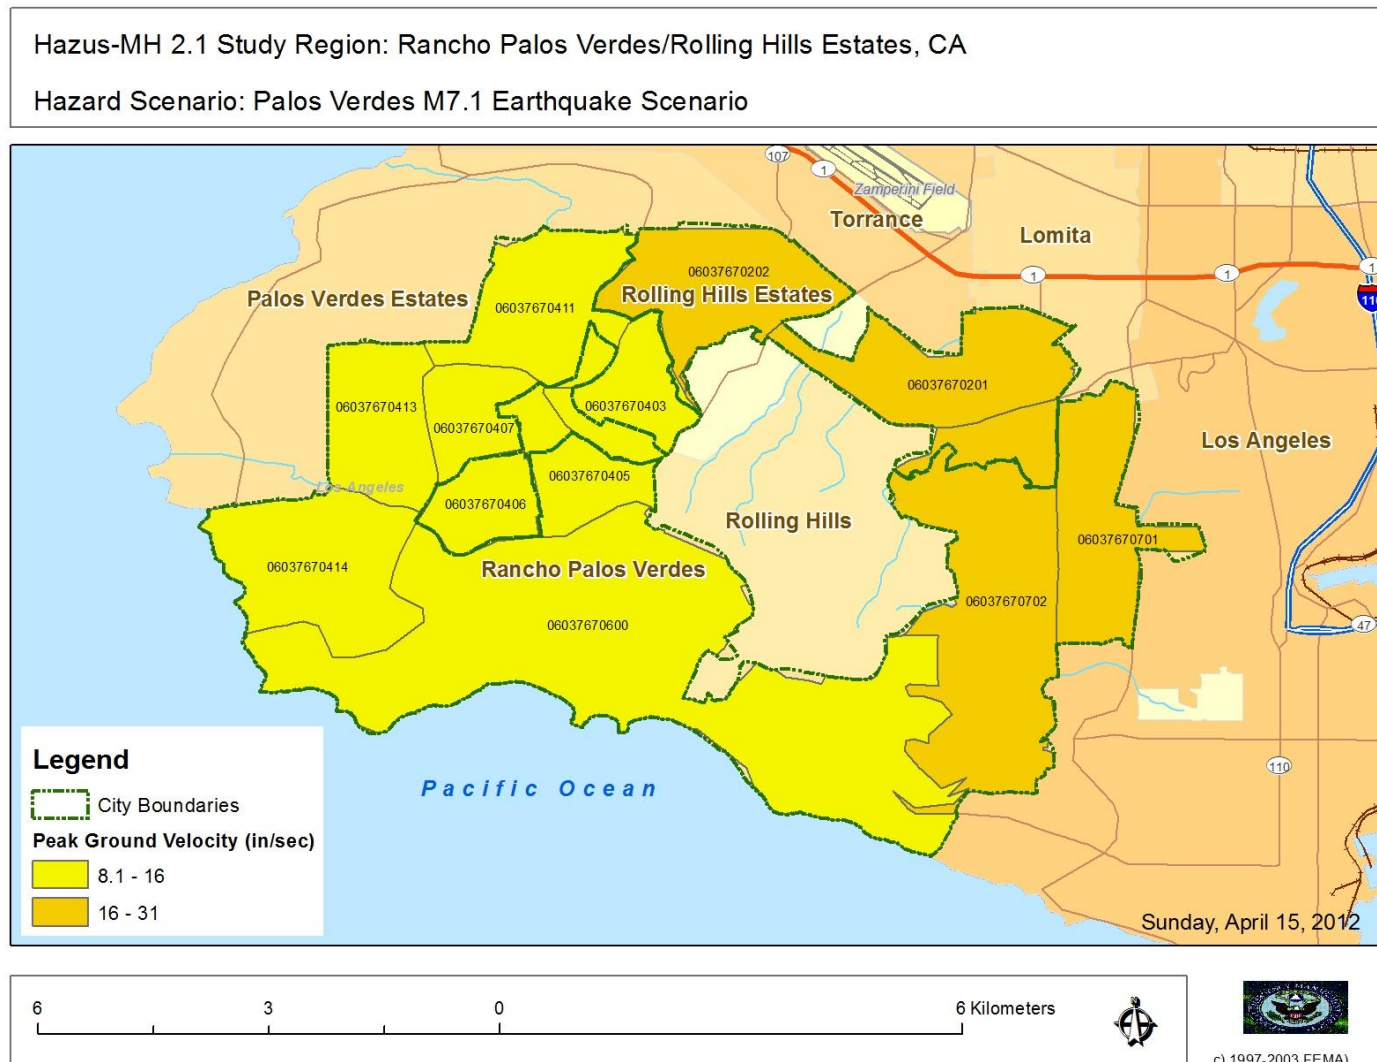 Hazus-MH 2.1 Study Region: Rancho Palos Verdes/Rolling Hills Estates, CA
Hazard Scenario: Palos Verdes M7.1 Earthquake Scenario
107
1
Zamperini Field
Torrance
Lomita
1
1
1
110
06037670202
Rolling Hills Estates
Palos Verdes Estates
06037670411
06037670201
06037670413
06037670403
06037670407
Los Angeles
06037670405
Los Angeles
06037670406
Rolling Hills
06037670701
06037670414
Rancho Palos Verdes
06037670702
06037670600
47
110
Pacific Ocean
Legend
City Boundaries
Peak Ground Velocity (in/sec)
8.1 - 16
16 - 31
Sunday, April 15, 2012
6 3 0 6 Kilometers
c) 1997-2003 FEMA)